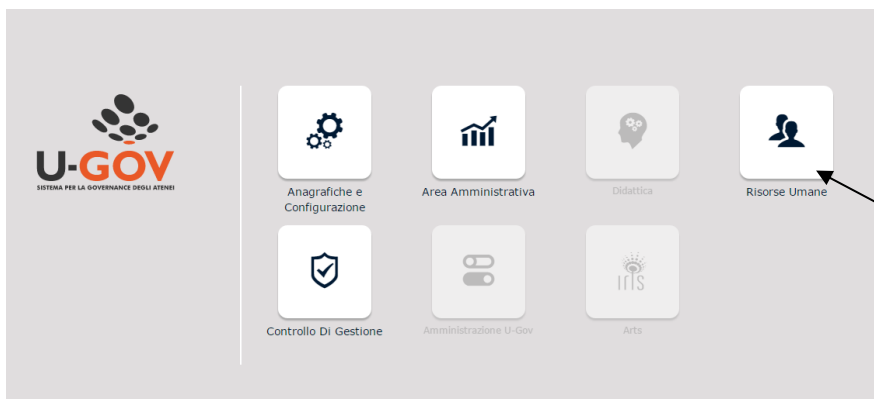 U-GOV
SISTEMA PER LA GOVERNANCE DEGLI ATENEI
Anagrafiche e
Configurazione
Area Amministrativa
Didattica
Risorse Umane
Controllo Di Gestione
Amministrazione U-Gov
IrIS
Arts